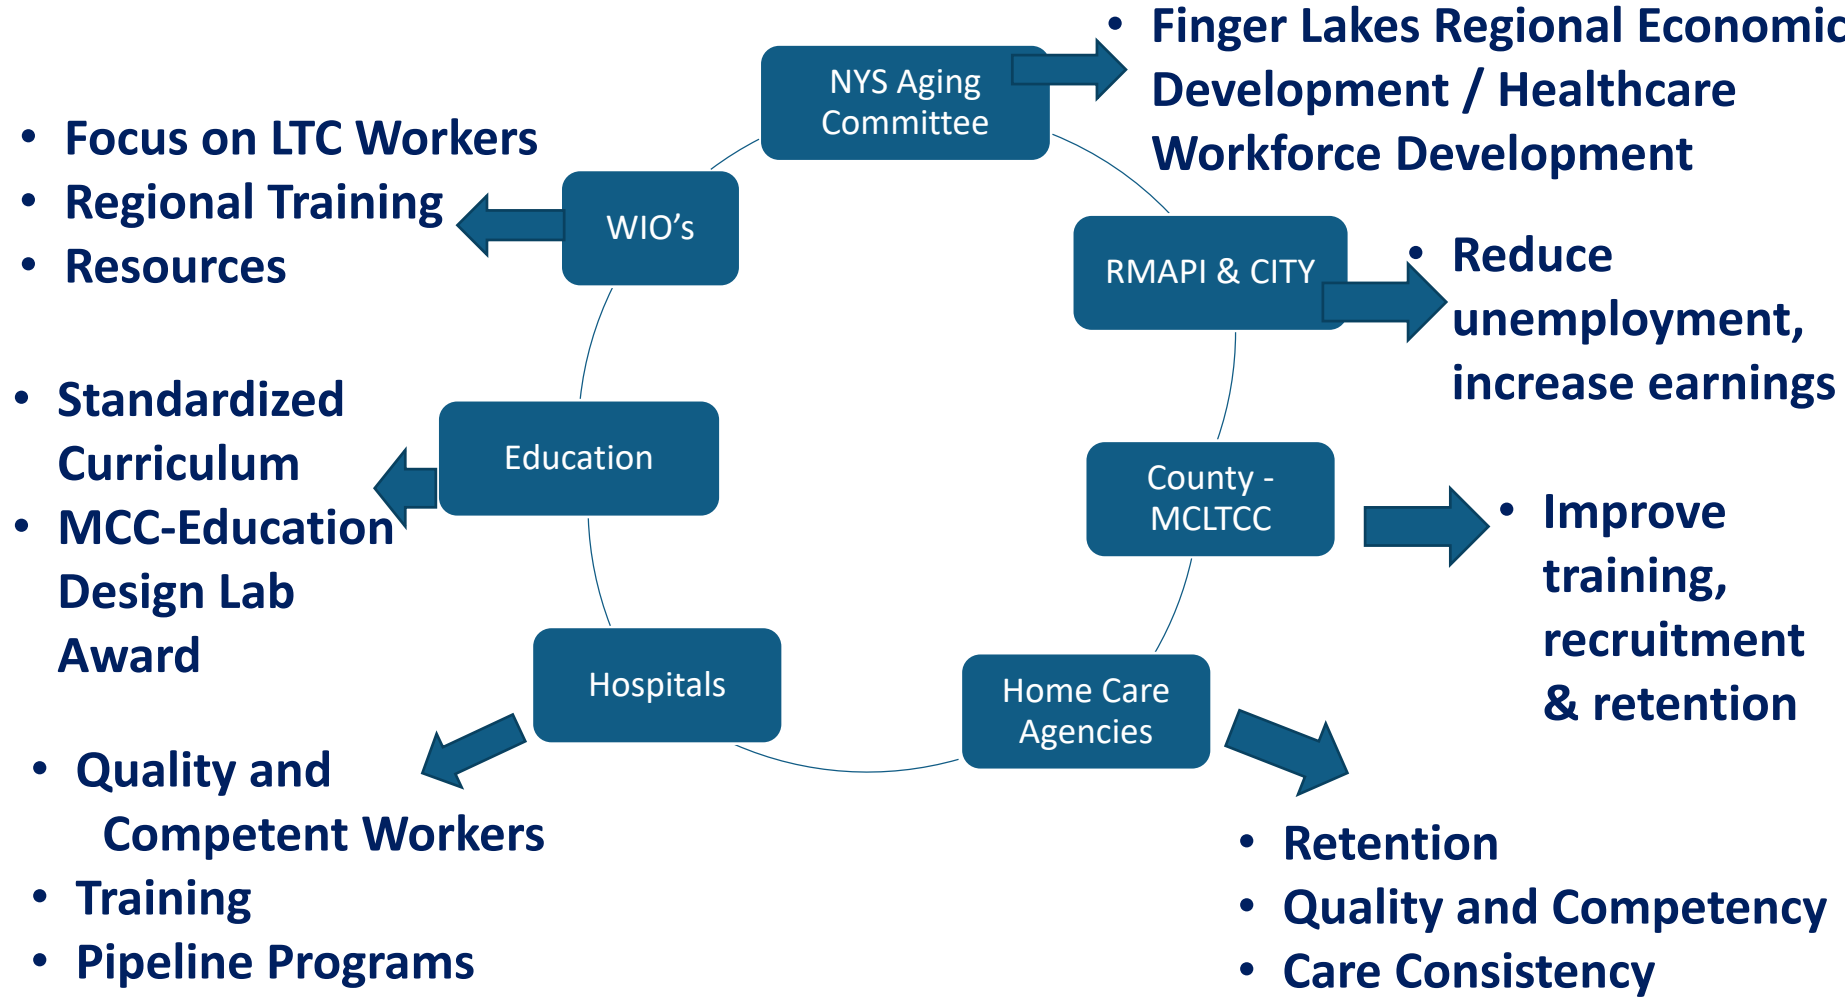 NYS Aging
Committee
• Finger Lakes Regional Economic
Development / Healthcare
Workforce Development
RMAPI & CITY
• Reduce
unemployment,
increase earnings
County -
MCLTCC
• Improve
training,
recruitment
& retention
Home Care
Agencies
• Retention
• Quality and Competency
• Care Consistency
Hospitals
• Quality and
Competent Workers
• Training
• Pipeline Programs
Education
• Standardized
Curriculum
• MCC-Education
Design Lab
Award
WIO’s
• Focus on LTC Workers
• Regional Training
• Resources